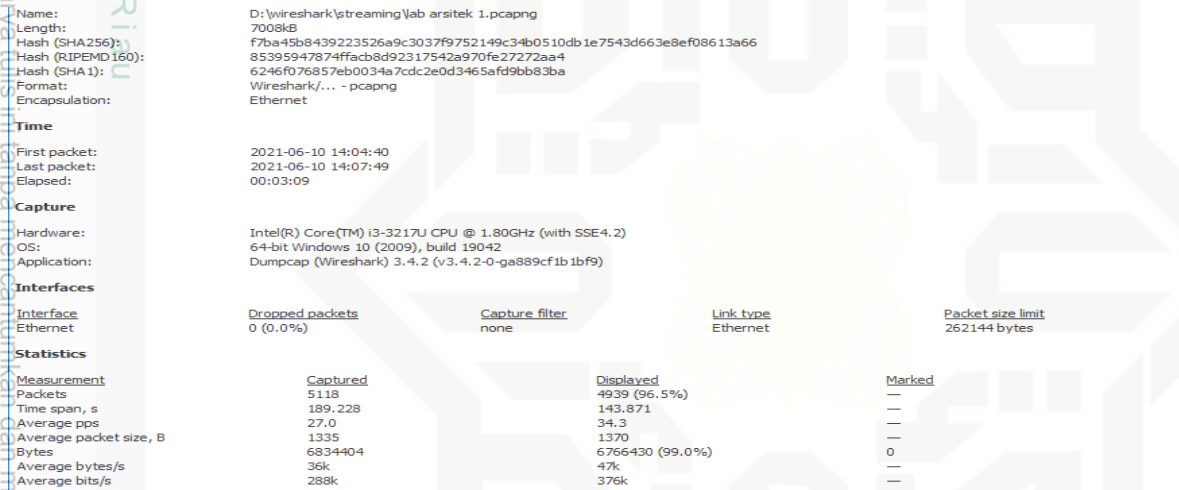 Name: D:\wireshark\streaming\lab arsitek 1.pcapng
Length: 7008kB
Hash (SHA256): f7ba45b8439223526a9c3037f9752149c34b0510db1e7543d663e8ef08613a66
Hash (RIPEMD160): 85395947874ffacb8d92317542a970fe27272aa4
Hash (SHA1): 6246f076857eb0034a7cdc2e0d3465afd9bb83ba
Format: Wireshark/... - pcapng
Encapsulation: Ethernet
Time
First packet: 2021-06-10 14:04:40
Last packet: 2021-06-10 14:07:49
Elapsed: 00:03:09
Capture
Hardware: Intel(R) Core(TM) i3-3217U CPU @ 1.80GHz (with SSE4.2)
OS: 64-bit Windows 10 (2009), build 19042
Application: Dumpcap (Wireshark) 3.4.2 (v3.4.2-0-ga889cf1b1bf9)
Interfaces
Interface Dropped packets Capture filter Link type Packet size limit
Ethernet 0 (0.0%) none Ethernet 262144 bytes
Statistics
Measurement Captured Displayed Marked
Packets 5118 4939 (96.5%) —
Time span, s 189.228 143.871 —
Average pps 27.0 34.3 —
Average packet size, B 1335 1370 —
Bytes 6834404 6766430 (99.0%) 0
Average bytes/s 36k 47k —
Average bits/s 288k 376k —
Riau
tulis ini tanpa mencantumkan dan